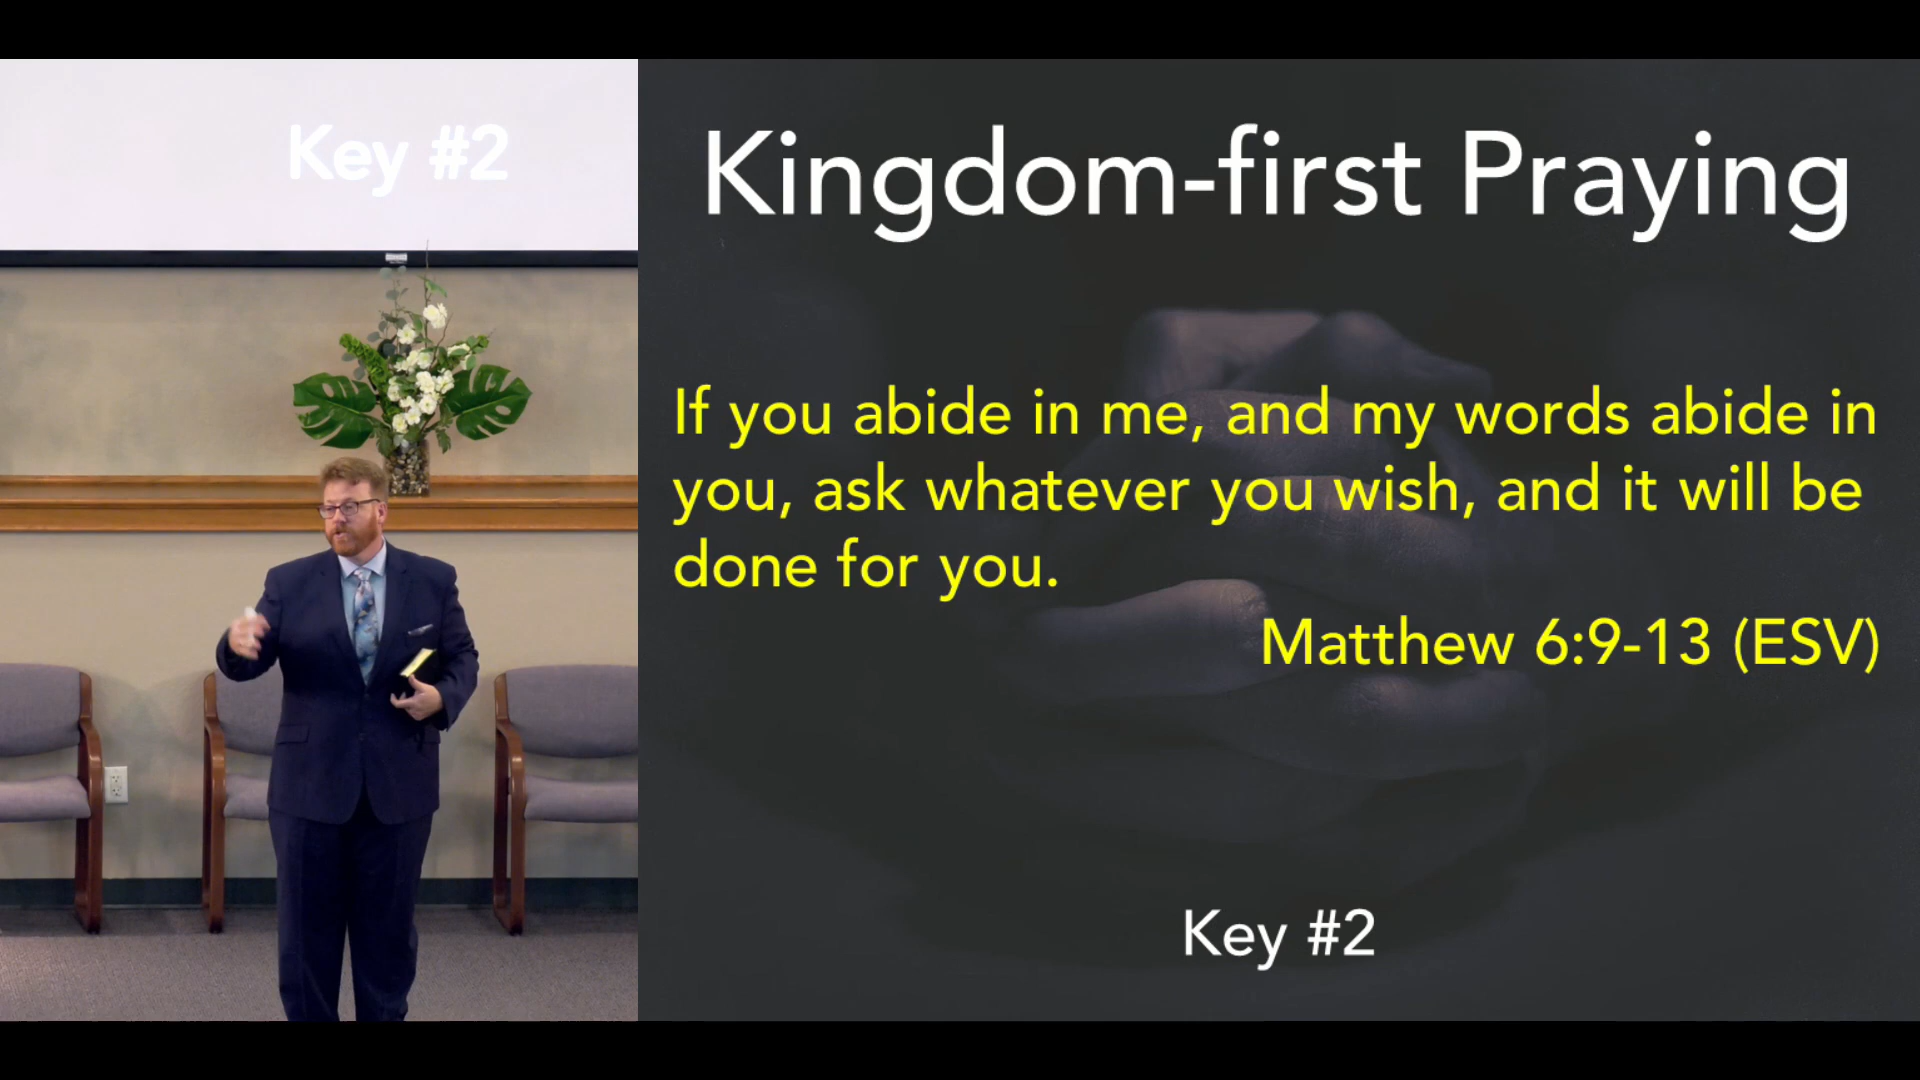 Key #2
Kingdom-first Praying
If you abide in me, and my words abide in
you, ask whatever you wish, and it will be
done for you.
Matthew 6:9-13 (ESV)
Key #2